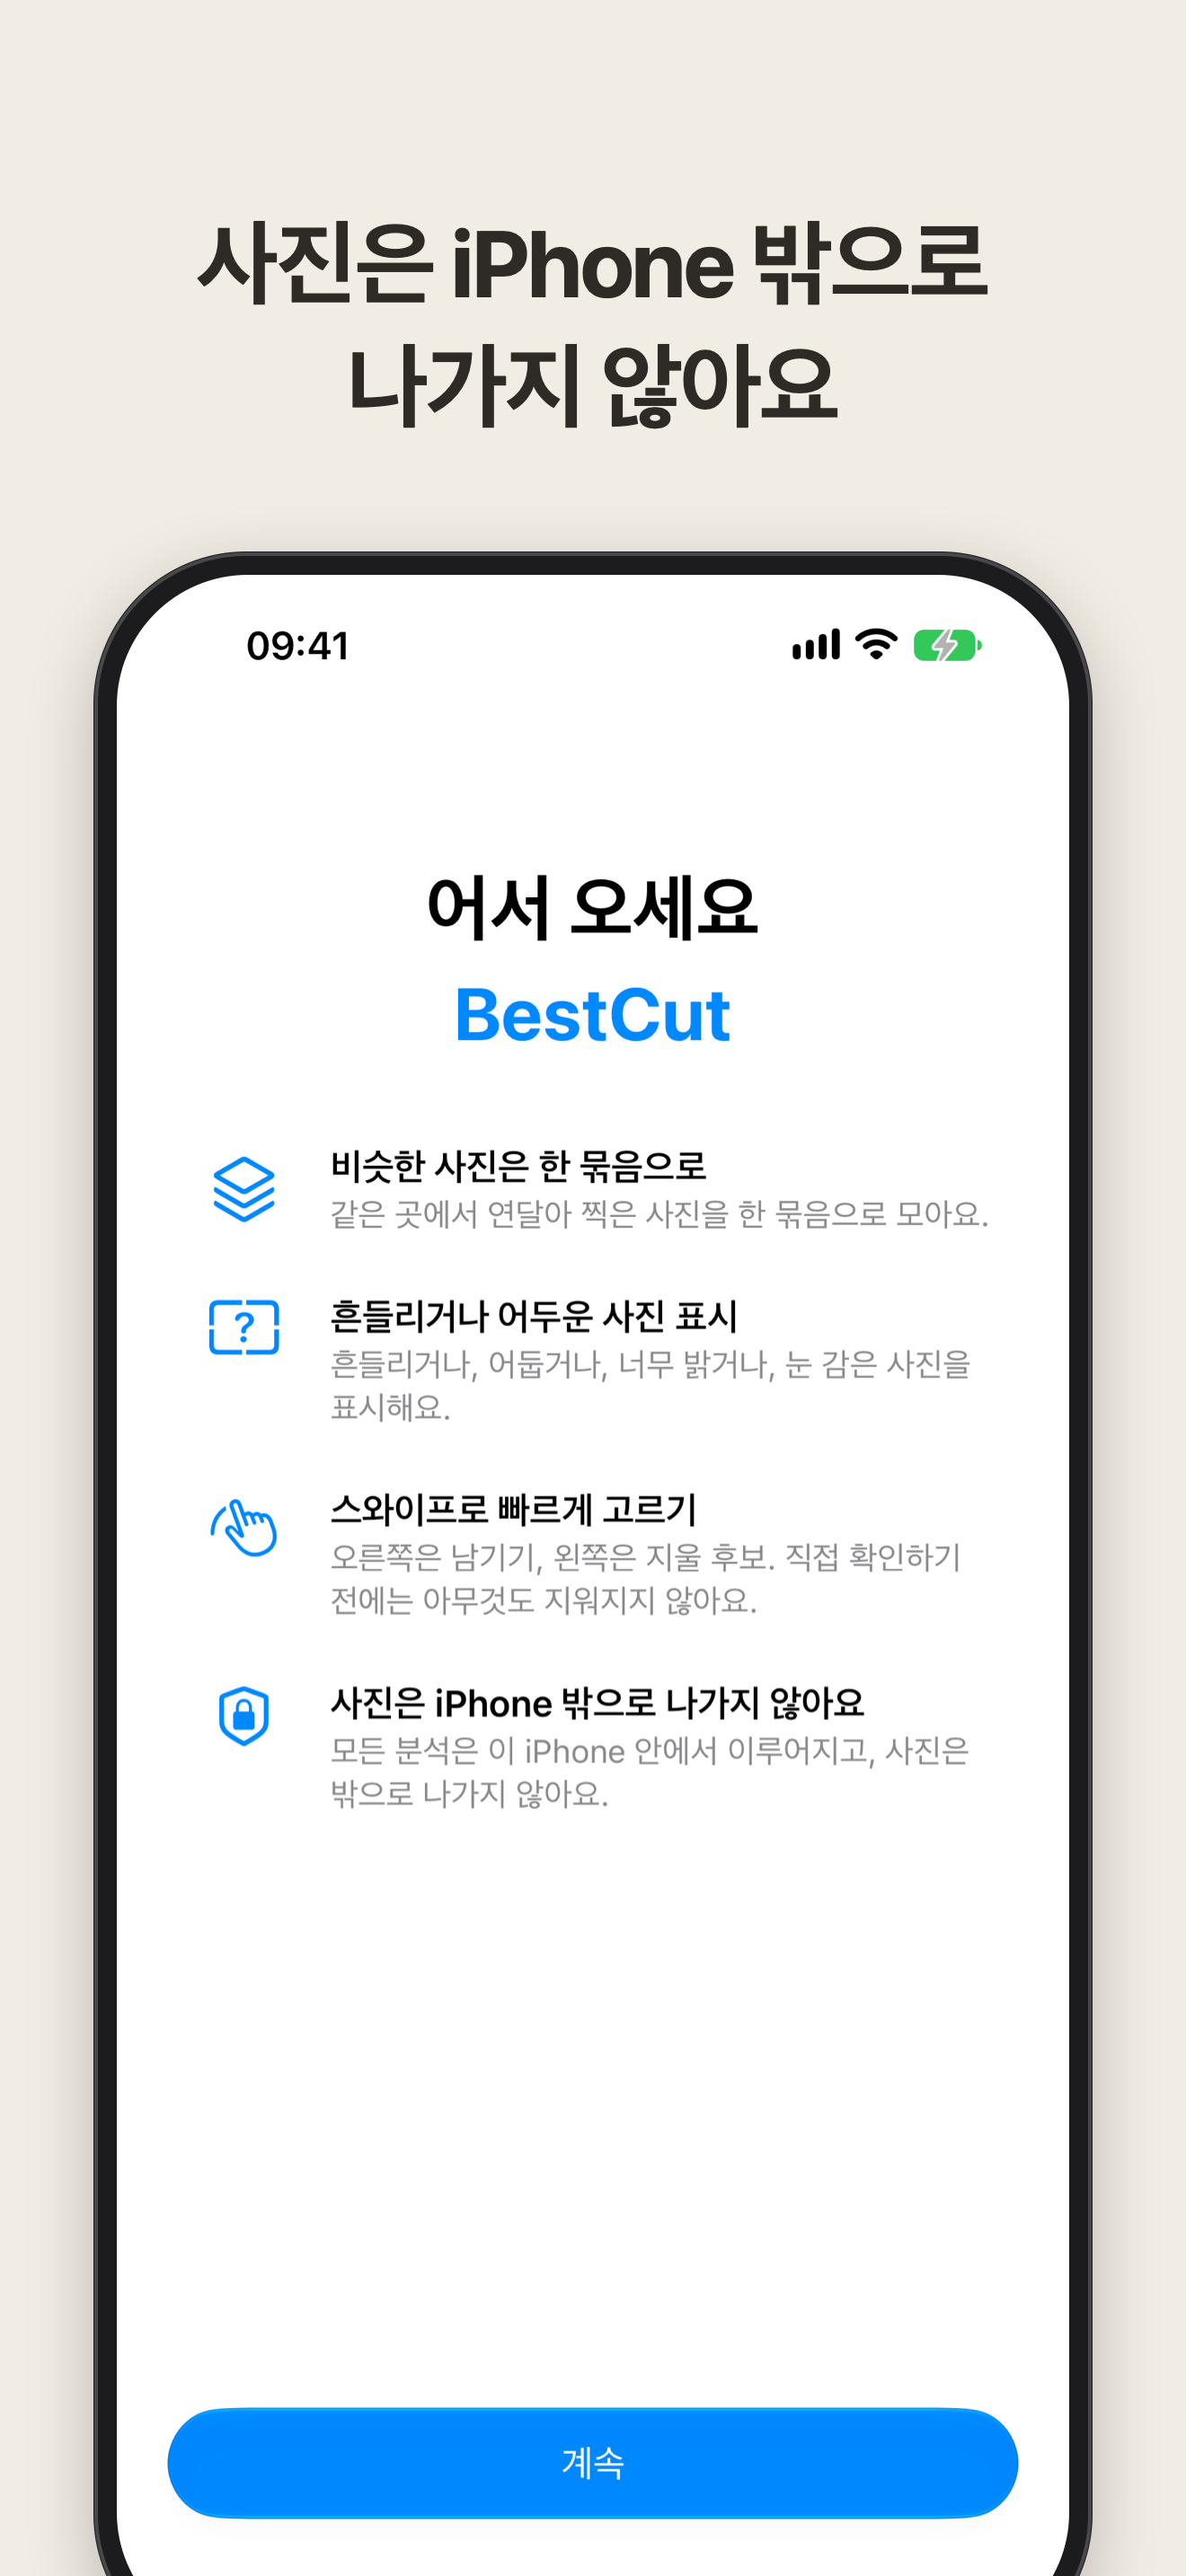 사진은 iPhone 밖으로
나가지 않아요
09:41
어서 오세요
BestCut
비슷한 사진은 한 묶음으로
같은 곳에서 연달아 찍은 사진을 한 묶음으로 모아요.
?
흔들리거나 어두운 사진 표시
흔들리거나, 어둡거나, 너무 밝거나, 눈 감은 사진을
표시해요.
스와이프로 빠르게 고르기
오른쪽은 남기기, 왼쪽은 지울 후보. 직접 확인하기
전에는 아무것도 지워지지 않아요.
사진은 iPhone 밖으로 나가지 않아요
모든 분석은 이 iPhone 안에서 이루어지고, 사진은
밖으로 나가지 않아요.
계속